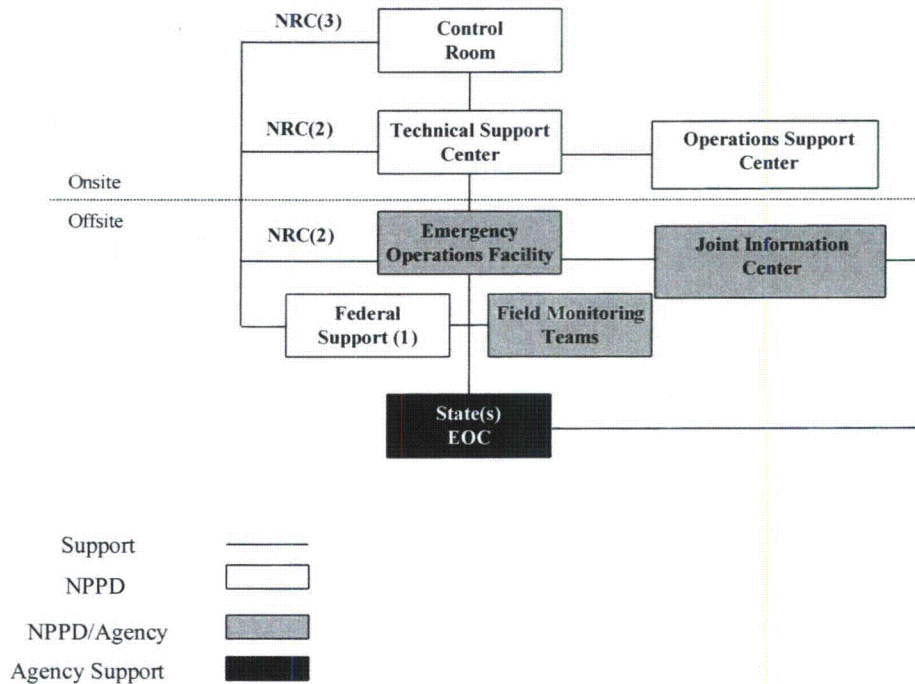 NRC(3)
Control
Room
NRC(2)
Technical Support
Center
Operations Support
Center
Onsite
Offsite
NRC(2)
Emergency
Operations Facility
Joint Information
Center
Federal
Support (1)
Field Monitoring
Teams
State(s)
EOC
Support
NPPD
NPPD/Agency
Agency Support